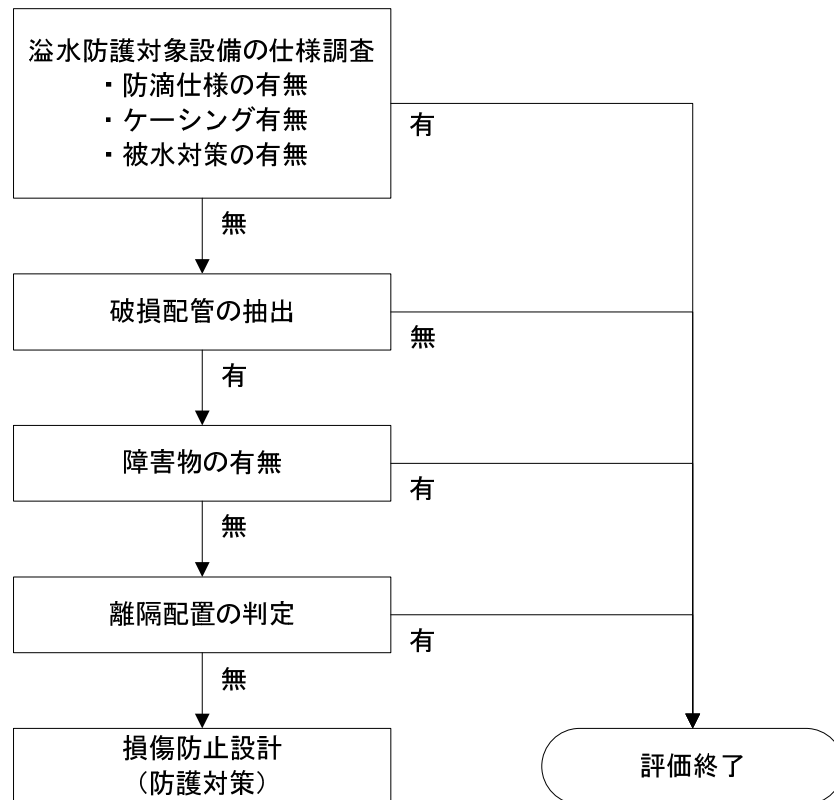 溢水防護対象設備の仕様調査
・防滴仕様の有無
・ケーシング有無
・被水対策の有無
有
無
破損配管の抽出
無
有
障害物の有無
有
無
離隔配置の判定
有
無
損傷防止設計
（防護対策）
評価終了